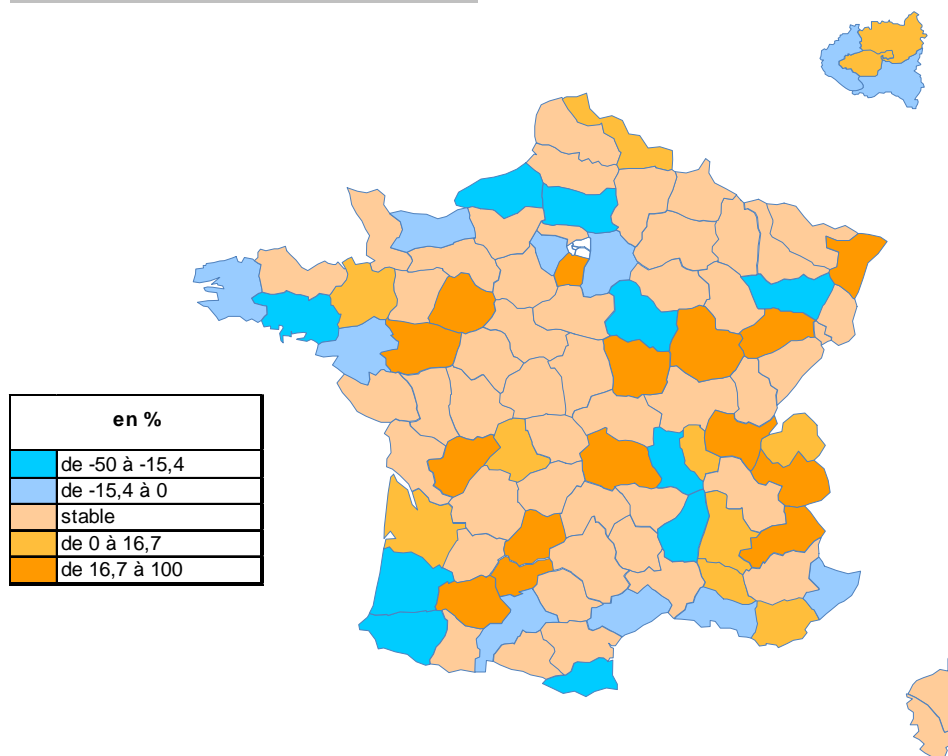 en %
de -50 à -15,4
de -15,4 à 0
stable
de 0 à 16,7
de 16,7 à 100